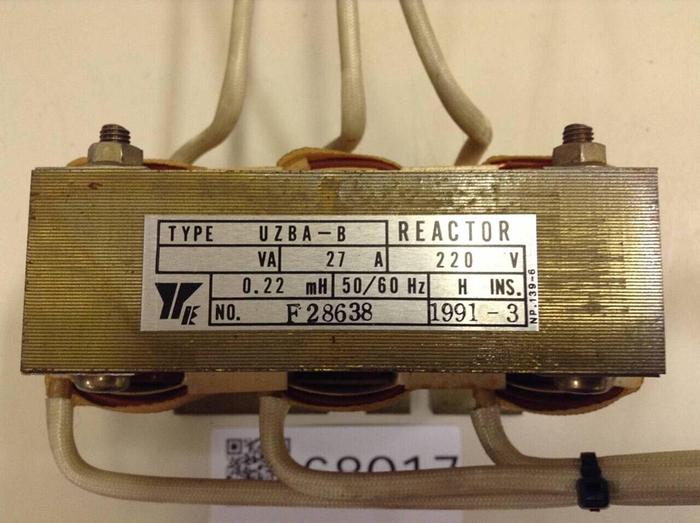 TYPE UZBA-B REACTOR
VA 27 A 220 V
0.22 mH 50/60 Hz H INS.
NO. F28638 1991-3
NP.139-6
68017